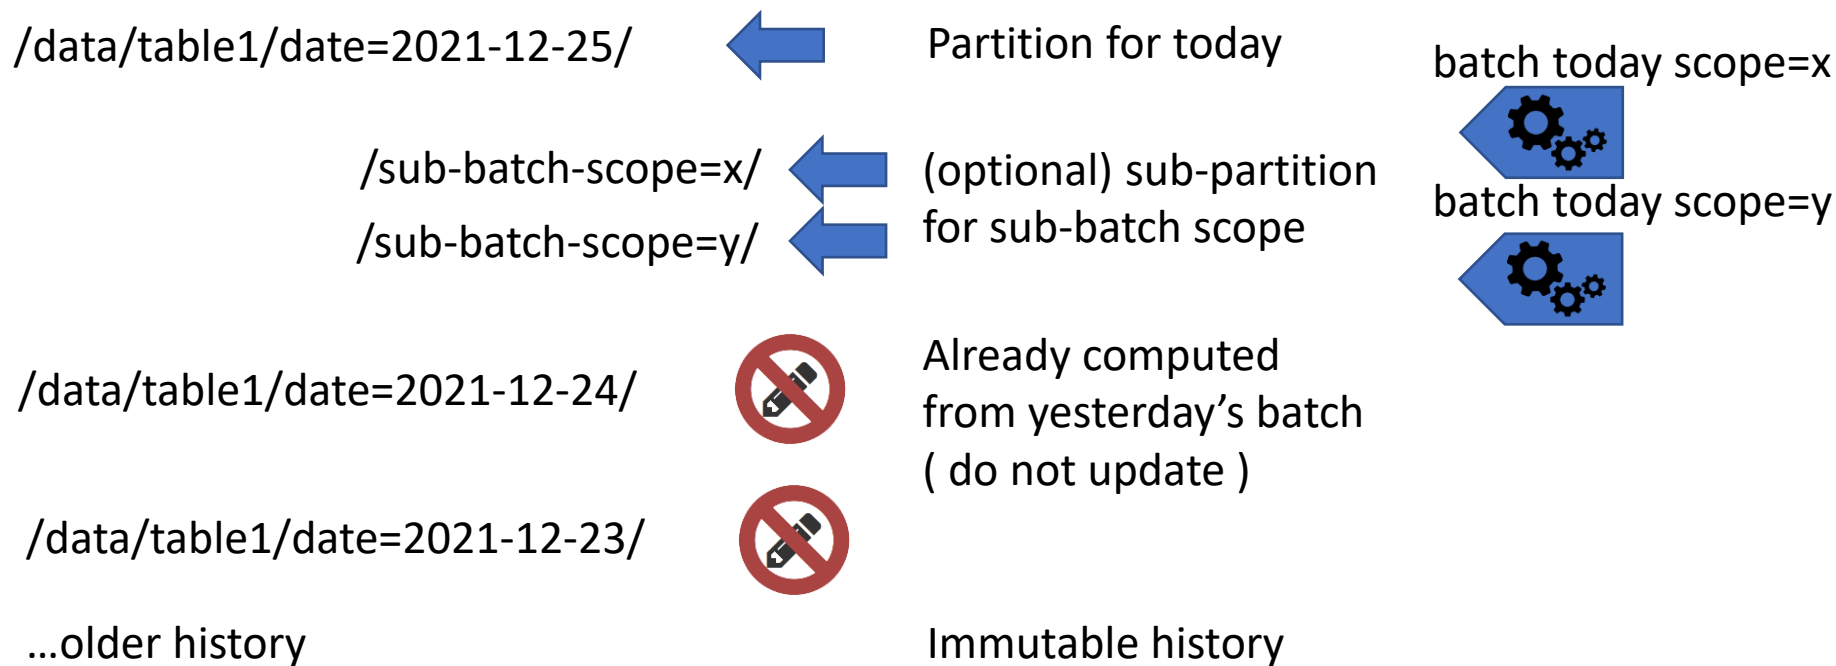 /data/table1/date=2021-12-25/
Partition for today
batch today scope=x
/sub-batch-scope=x/
(optional) sub-partition
for sub-batch scope
/sub-batch-scope=y/
batch today scope=y
/data/table1/date=2021-12-24/
Already computed
from yesterday’s batch
( do not update )
/data/table1/date=2021-12-23/
…older history
Immutable history